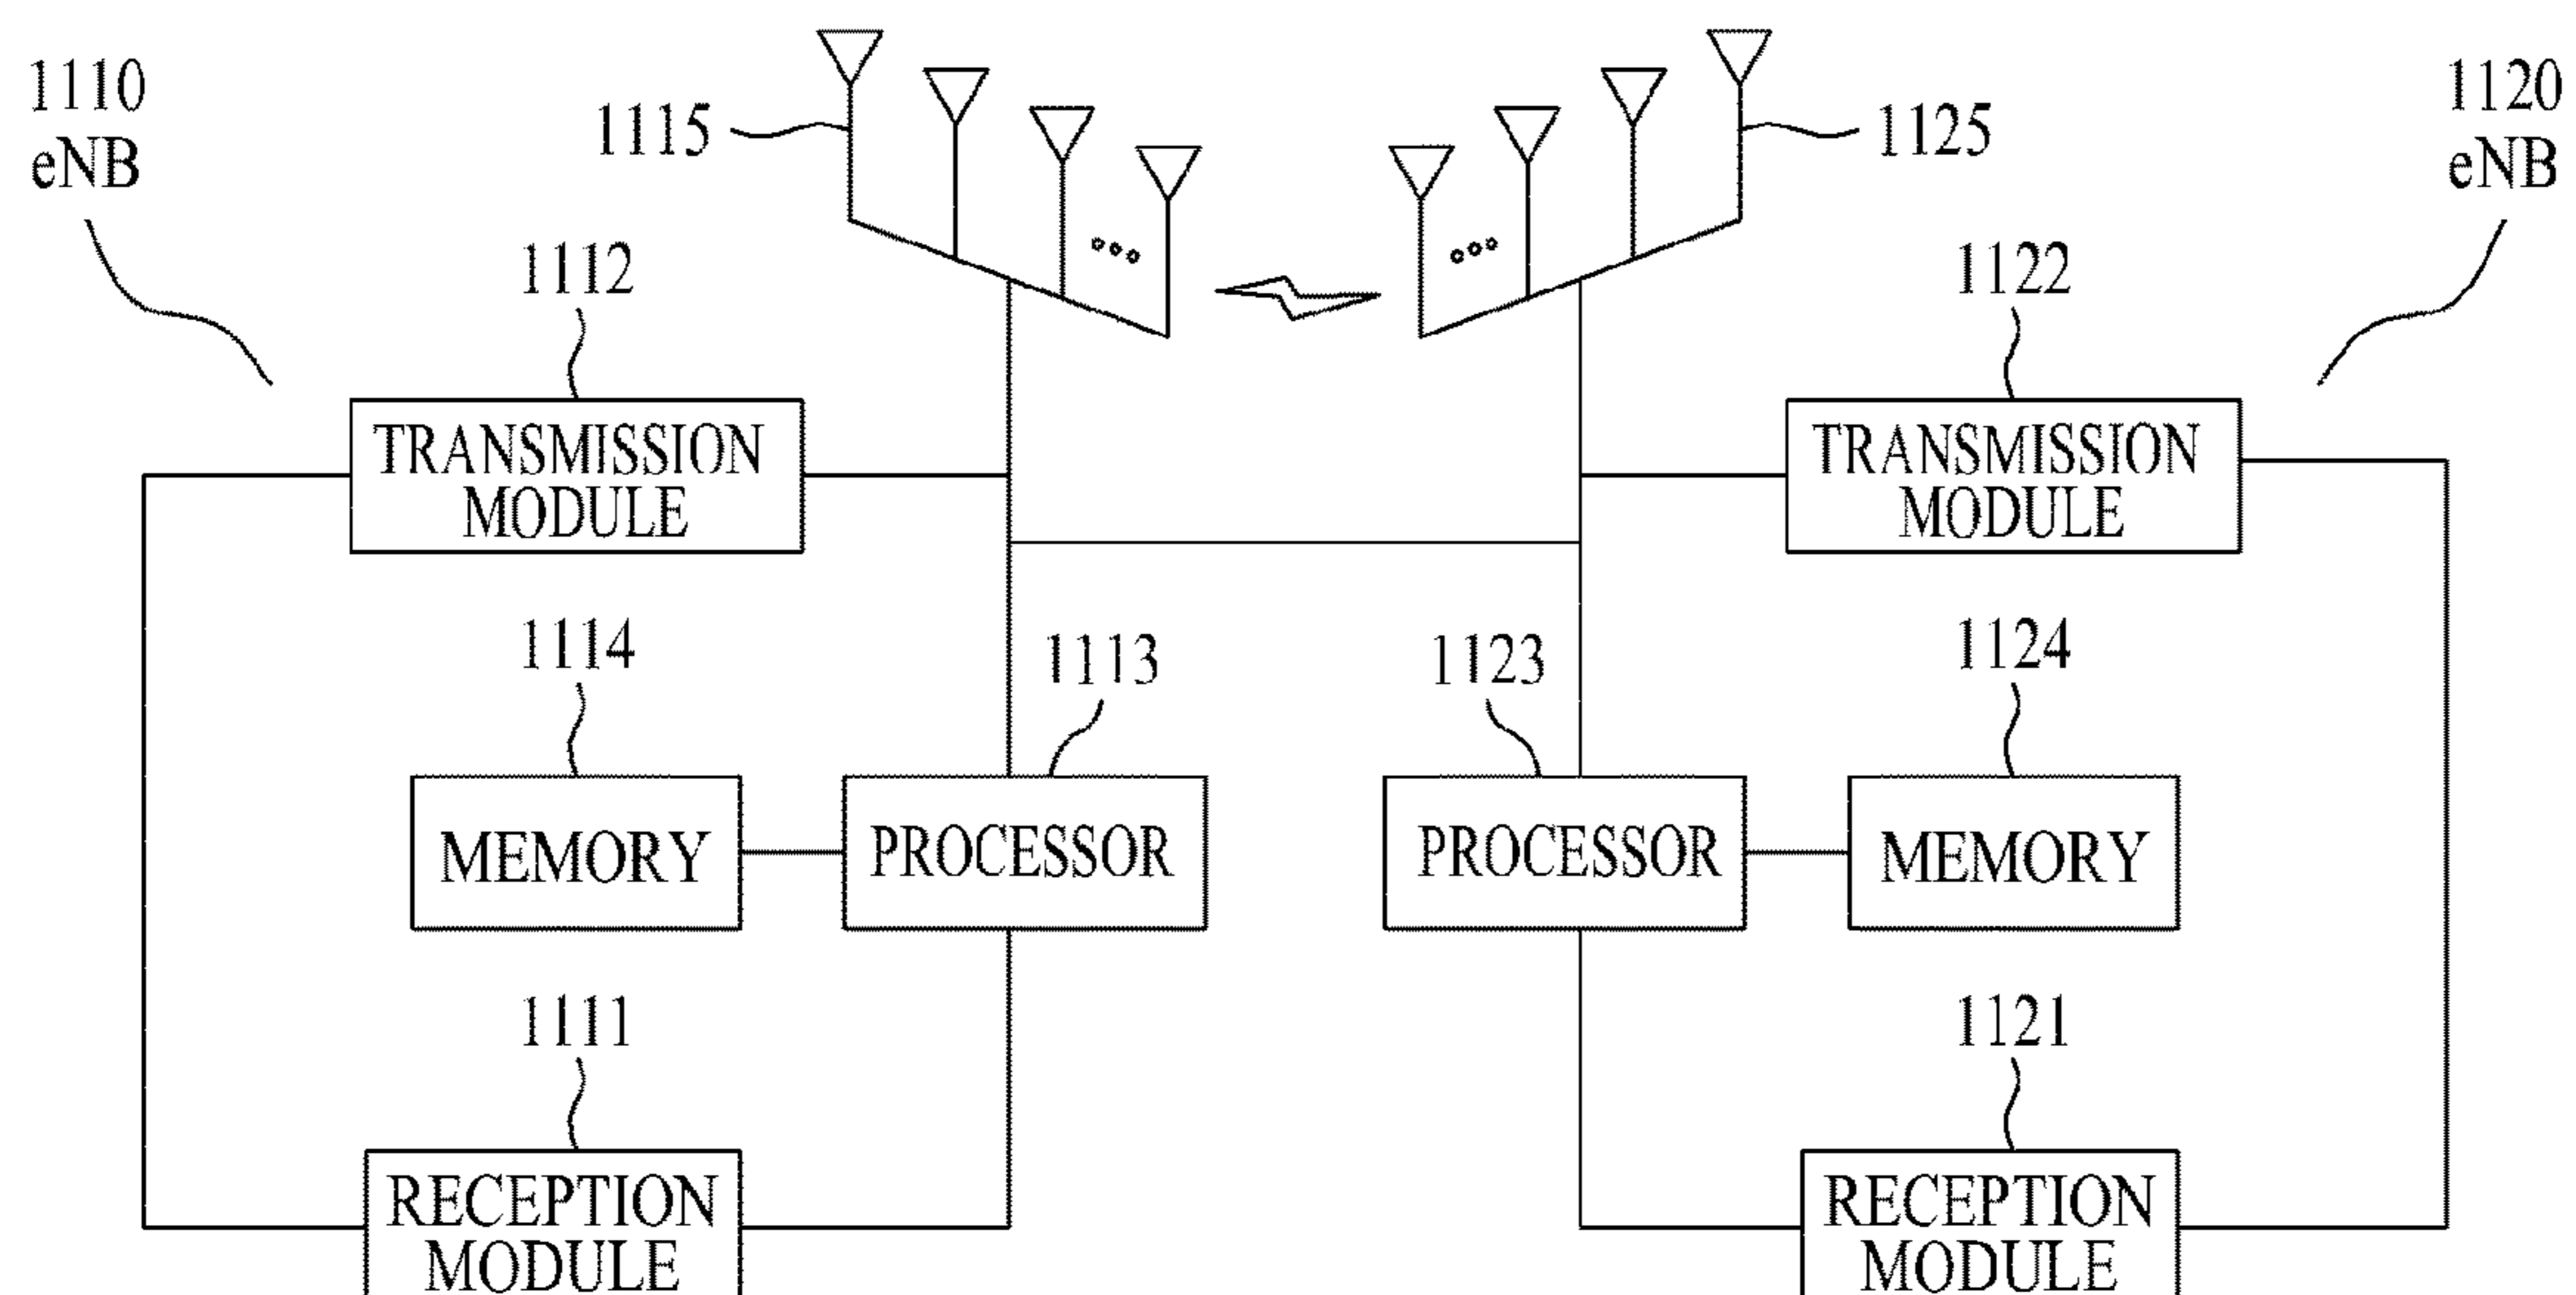 1110
eNB
1115
1125
1120
eNB
1112
1122
TRANSMISSION
MODULE
TRANSMISSION
MODULE
1114
1113
1123
1124
MEMORY
PROCESSOR
PROCESSOR
MEMORY
1111
1121
RECEPTION
MODULE
RECEPTION
MODULE